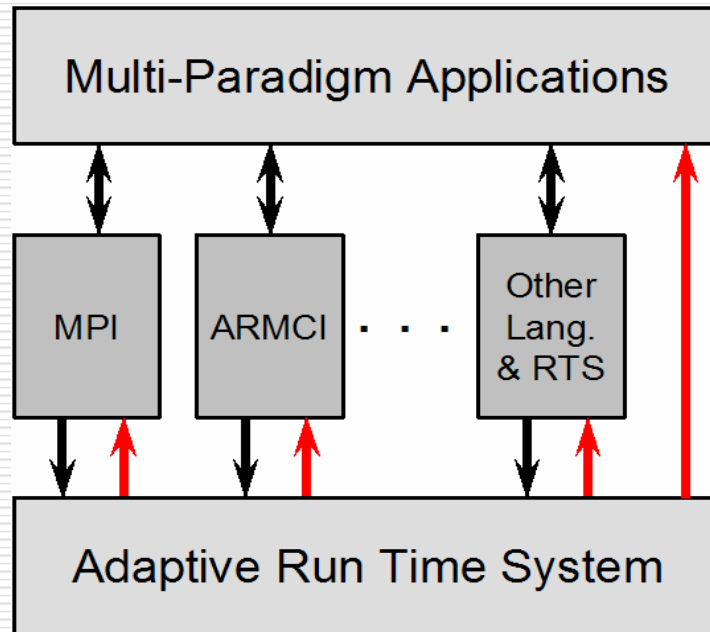 Multi-Paradigm Applications
MPI
ARMCI
. . .
Other
Lang.
& RTS
Adaptive Run Time System